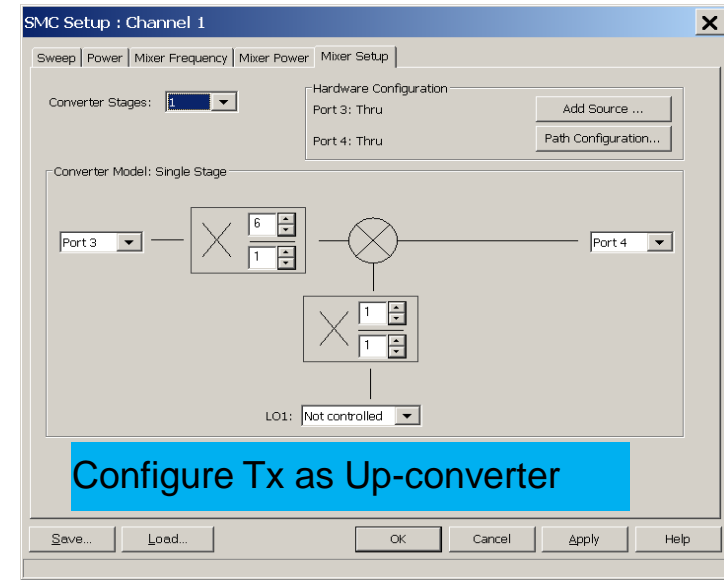 SMC Setup : Channel 1
Sweep Power Mixer Frequency Mixer Power Mixer Setup
Converter Stages: 1
Hardware Configuration
Port 3: Thru Add Source ...
Port 4: Thru Path Configuration...
Converter Model: Single Stage
Port 3 6 Port 4
1
1
1
LO1: Not controlled
Configure Tx as Up-converter
Save... Load... OK Cancel Apply Help